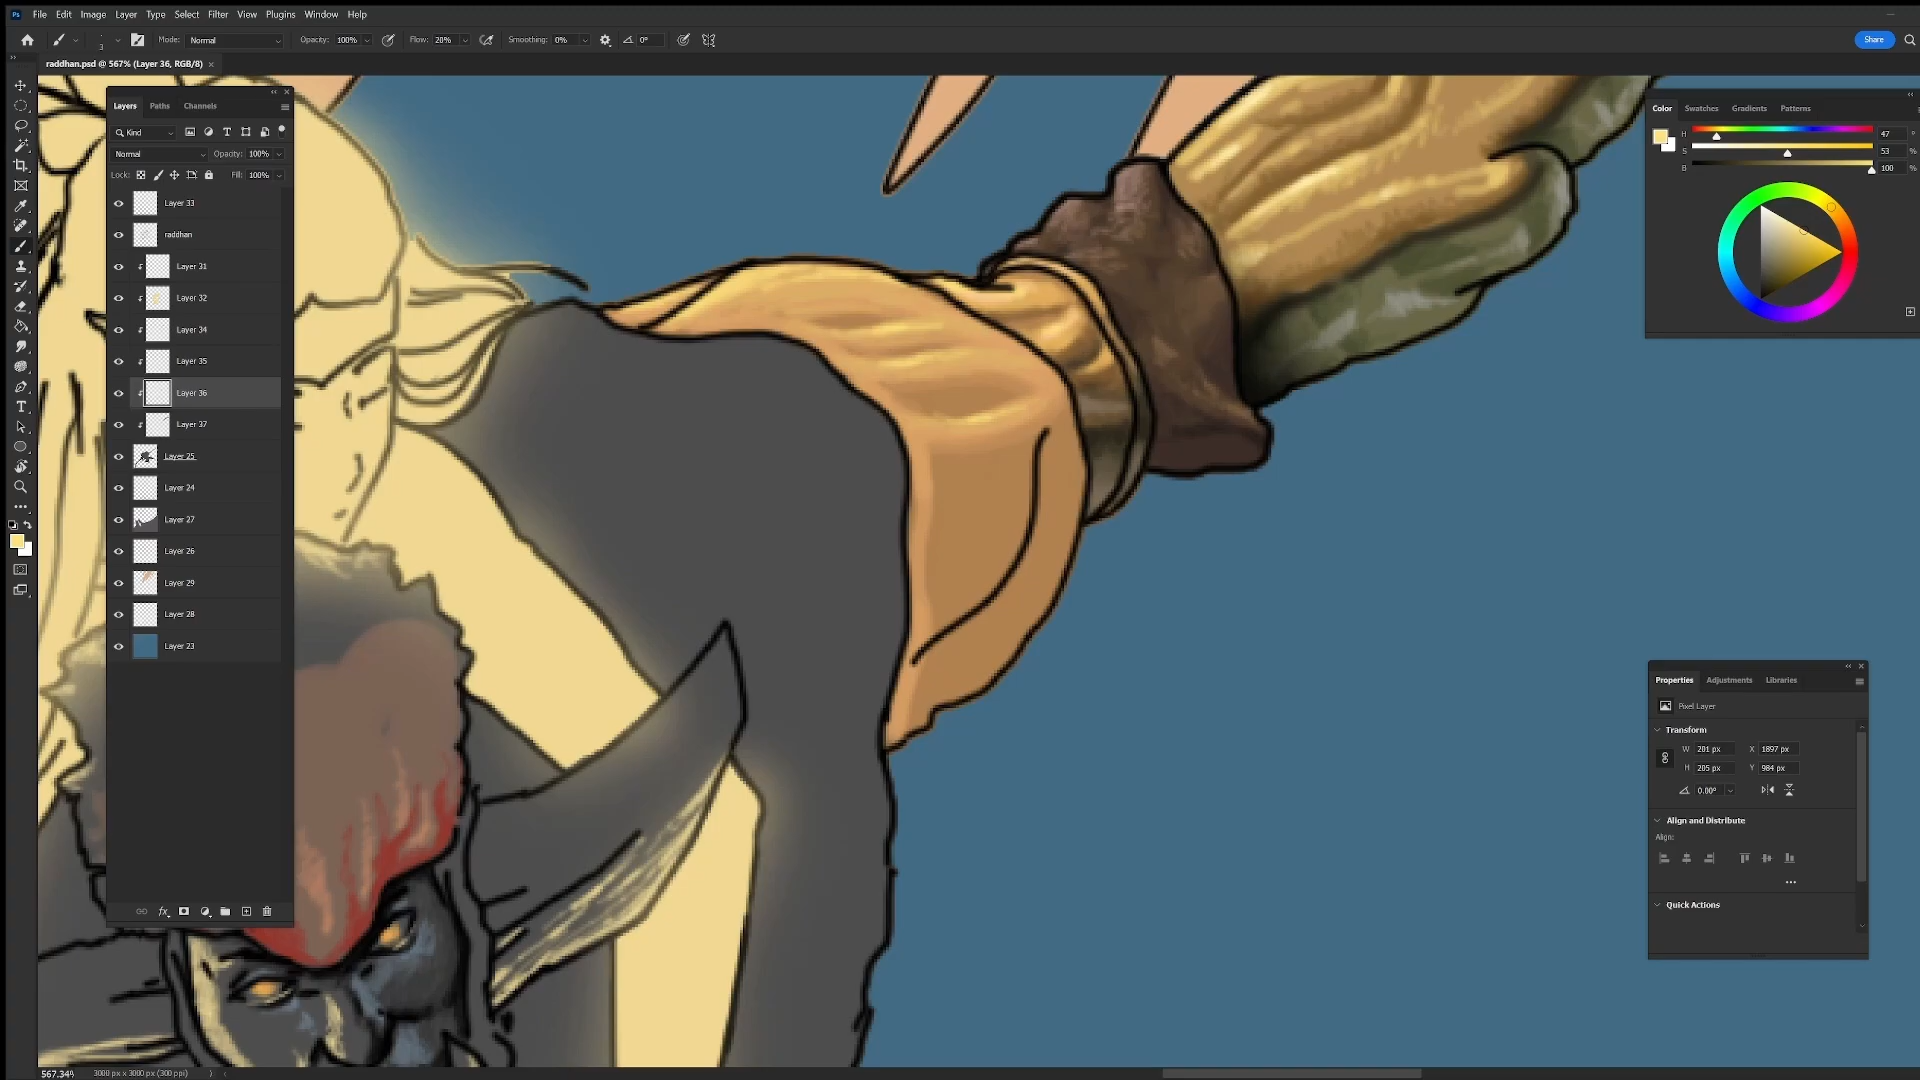 File Edit Image Layer Type Select Filter View Plugins Window Help
3 Mode: Normal Opacity: 100% Flow: 20% Smoothing: 0% 0° Share
raddhan.psd @ 567% (Layer 36, RGB/8) ×
Layers Paths Channels
Kind
Normal Opacity: 100%
Lock: Fill: 100%
Layer 33
raddhan
Layer 31
Layer 32
Layer 34
Layer 35
Layer 36
Layer 37
Layer 25
Layer 24
Layer 27
Layer 26
Layer 29
Layer 28
Layer 23
fx
Color Swatches Gradients Patterns
H 47 °
S 53 %
B 100 %
Properties Adjustments Libraries
Pixel Layer
Transform
W 201 px X 1897 px
H 205 px Y 984 px
0.00°
Align and Distribute
Align:
Quick Actions
567.34% 3000 px x 3000 px (300 ppi)